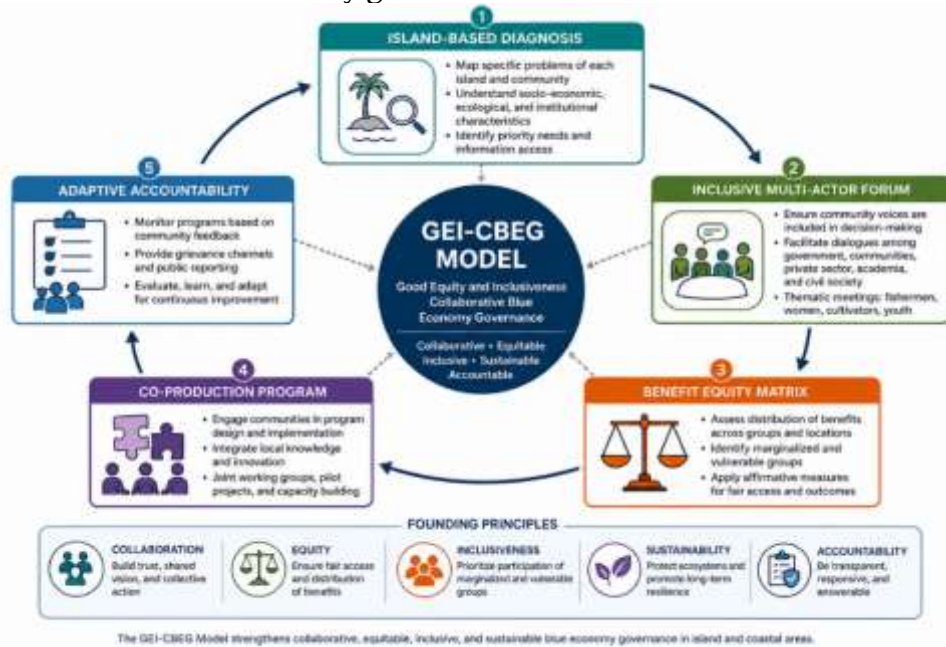 1
ISLAND-BASED DIAGNOSIS
• Map specific problems of each
island and community
• Understand socio-economic,
ecological, and institutional
characteristics
• Identify priority needs and
information access
5
ADAPTIVE ACCOUNTABILITY
• Monitor programs based on
community feedback
• Provide grievance channels
and public reporting
• Evaluate, learn, and adapt
for continuous improvement
GEI-CBEG
MODEL
Good Equity and Inclusiveness
Collaborative Blue
Economy Governance
Collaborative • Equitable
Inclusive • Sustainable
Accountable
2
INCLUSIVE MULTI-ACTOR FORUM
• Ensure community voices are
included in decision-making
• Facilitate dialogues among
government, communities,
private sector, academia,
and civil society
• Thematic meetings: fishermen,
women, cultivators, youth
4
CO-PRODUCTION PROGRAM
• Engage communities in program
design and implementation
• Integrate local knowledge
and innovation
• Joint working groups, pilot
projects, and capacity building
3
BENEFIT EQUITY MATRIX
• Assess distribution of benefits
across groups and locations
• Identify marginalized and
vulnerable groups
• Apply affirmative measures
for fair access and outcomes
FOUNDING PRINCIPLES
COLLABORATION
Build trust, shared
vision, and collective
action
EQUITY
Ensure fair access
and distribution
of benefits
INCLUSIVENESS
Prioritize participation of
marginalized and vulnerable
groups
SUSTAINABILITY
Protect ecosystems and
promote long-term
resilience
ACCOUNTABILITY
Be transparent,
responsive, and
answerable
The GEI-CBEG Model strengthens collaborative, equitable, inclusive, and sustainable blue economy governance in island and coastal areas.